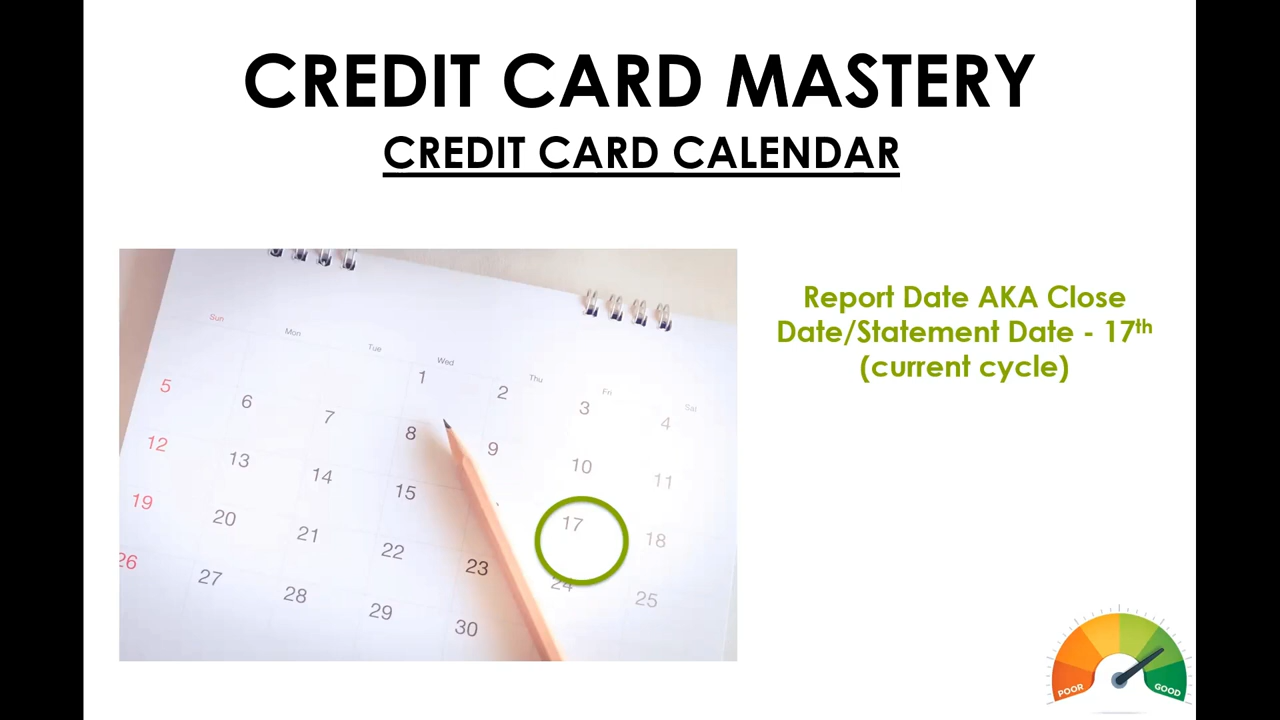 CREDIT CARD MASTERY
CREDIT CARD CALENDAR
Report Date AKA Close
Date/Statement Date - 17th
(current cycle)
Sun Mon Tue Wed Thu Fri Sat
1 2 3 4
5 6 7 8 9 10 11
12 13 14 15 17 18
19 20 21 22 23 24 25
26 27 28 29 30
POOR GOOD